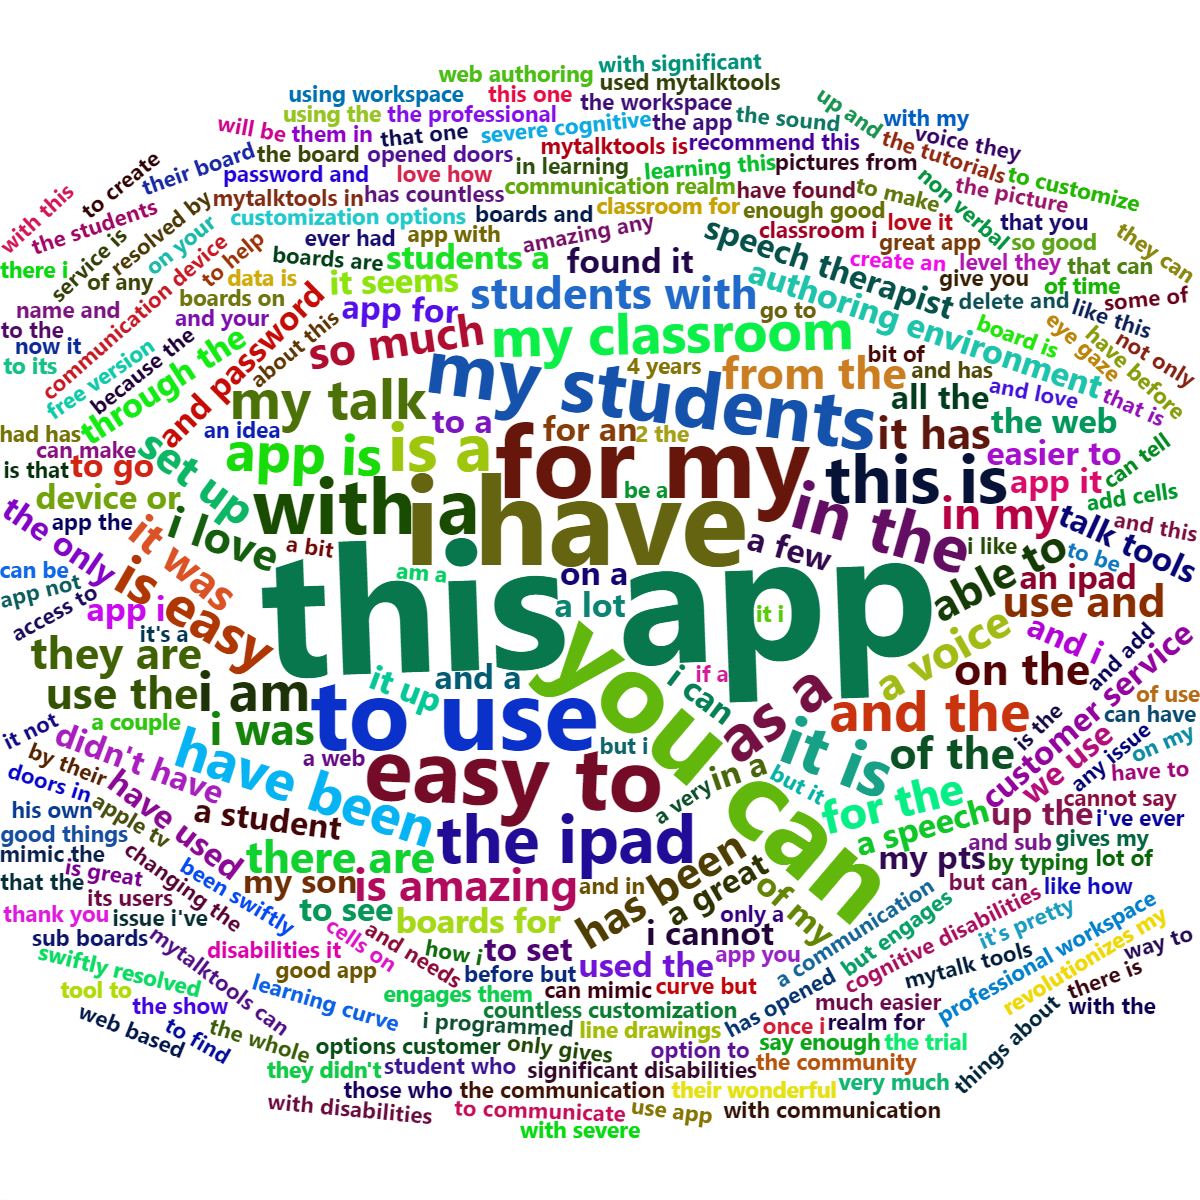 with significant
web authoring
used mytalktools
using workspace
this one
the workspace
up and
with my
using the
the professional
severe cognitive
the app
the sound
voice they
will be
them in
that one
mytalktools is
recommend this
the tutorials
to create
their board
the board
opened doors
in learning
learning this
pictures from
to customize
password and
love how
communication realm
have found
to make
non verbal
the picture
with this
the students
resolved by
mytalktools in
has countless
customization options
boards and
classroom for
enough good
love it
that you
they can
service is
on your
ever had
app with
amazing any
classroom i
great app
so good
there i
of any
communication device
to help
boards are
students a
found it
speech therapist
create an
level they
that can
data is
it seems
authoring environment
give you
of time
name and
boards on
and your
and password
app for
students with
go to
delete and
like this
some of
to the
now it
to its
free version
because the
through the
about this
so much
my classroom
board is
eye gaze
have before
not only
4 years
from the
bit of
and has
my students
my talk
all the
and love
that is
had has
can make
set up
an idea
to a
for an
2 the
it has
the web
is that
to go
app is
is a
for my
easier to
can tell
device or
with a
i have
be a
this is
app it
add cells
the only
app the
it was
i love
a bit
in the
in my
talk tools
and this
a few
i like
to be
can be
app not
access to
is easy
am a
on a
this app
able to
an ipad
app i
it's a
a lot
it i
use and
they are
you can
a voice
and i
and add
customer service
use the
i am
it up
and a
i can
if a
as a
on the
of use
can have
it not
a couple
i was
to use
and the
didn't have
a web
but i
it is
of the
is the
we use
any issue
on my
by their
doors in
have used
have been
easy to
a very
in a
but it
for the
have to
his own
apple tv
a student
the ipad
a speech
up the
cannot say
i've ever
good things
mimic the
changing the
there are
has been
my pts
and sub
gives my
by typing
lot of
that the
is great
been swiftly
my son
is amazing
and in
a great
of my
but can
like how
its users
thank you
issue i've
to see
boards for
only a
a communication
but engages
cognitive disabilities
it's pretty
professional workspace
revolutionizes my
sub boards
mytalktools can
disabilities it
cells on
and needs
how i
to set
i cannot
way to
swiftly resolved
good app
before but
used the
app you
mytalk tools
there is
tool to
learning curve
engages them
can mimic
curve but
has opened
much easier
with the
the show
countless customization
things about
web based
to find
the whole
i programmed
line drawings
once i
realm for
options customer
only gives
option to
say enough
the trial
they didn't
student who
significant disabilities
the community
those who
the communication
their wonderful
very much
with disabilities
to communicate
use app
with communication
with severe